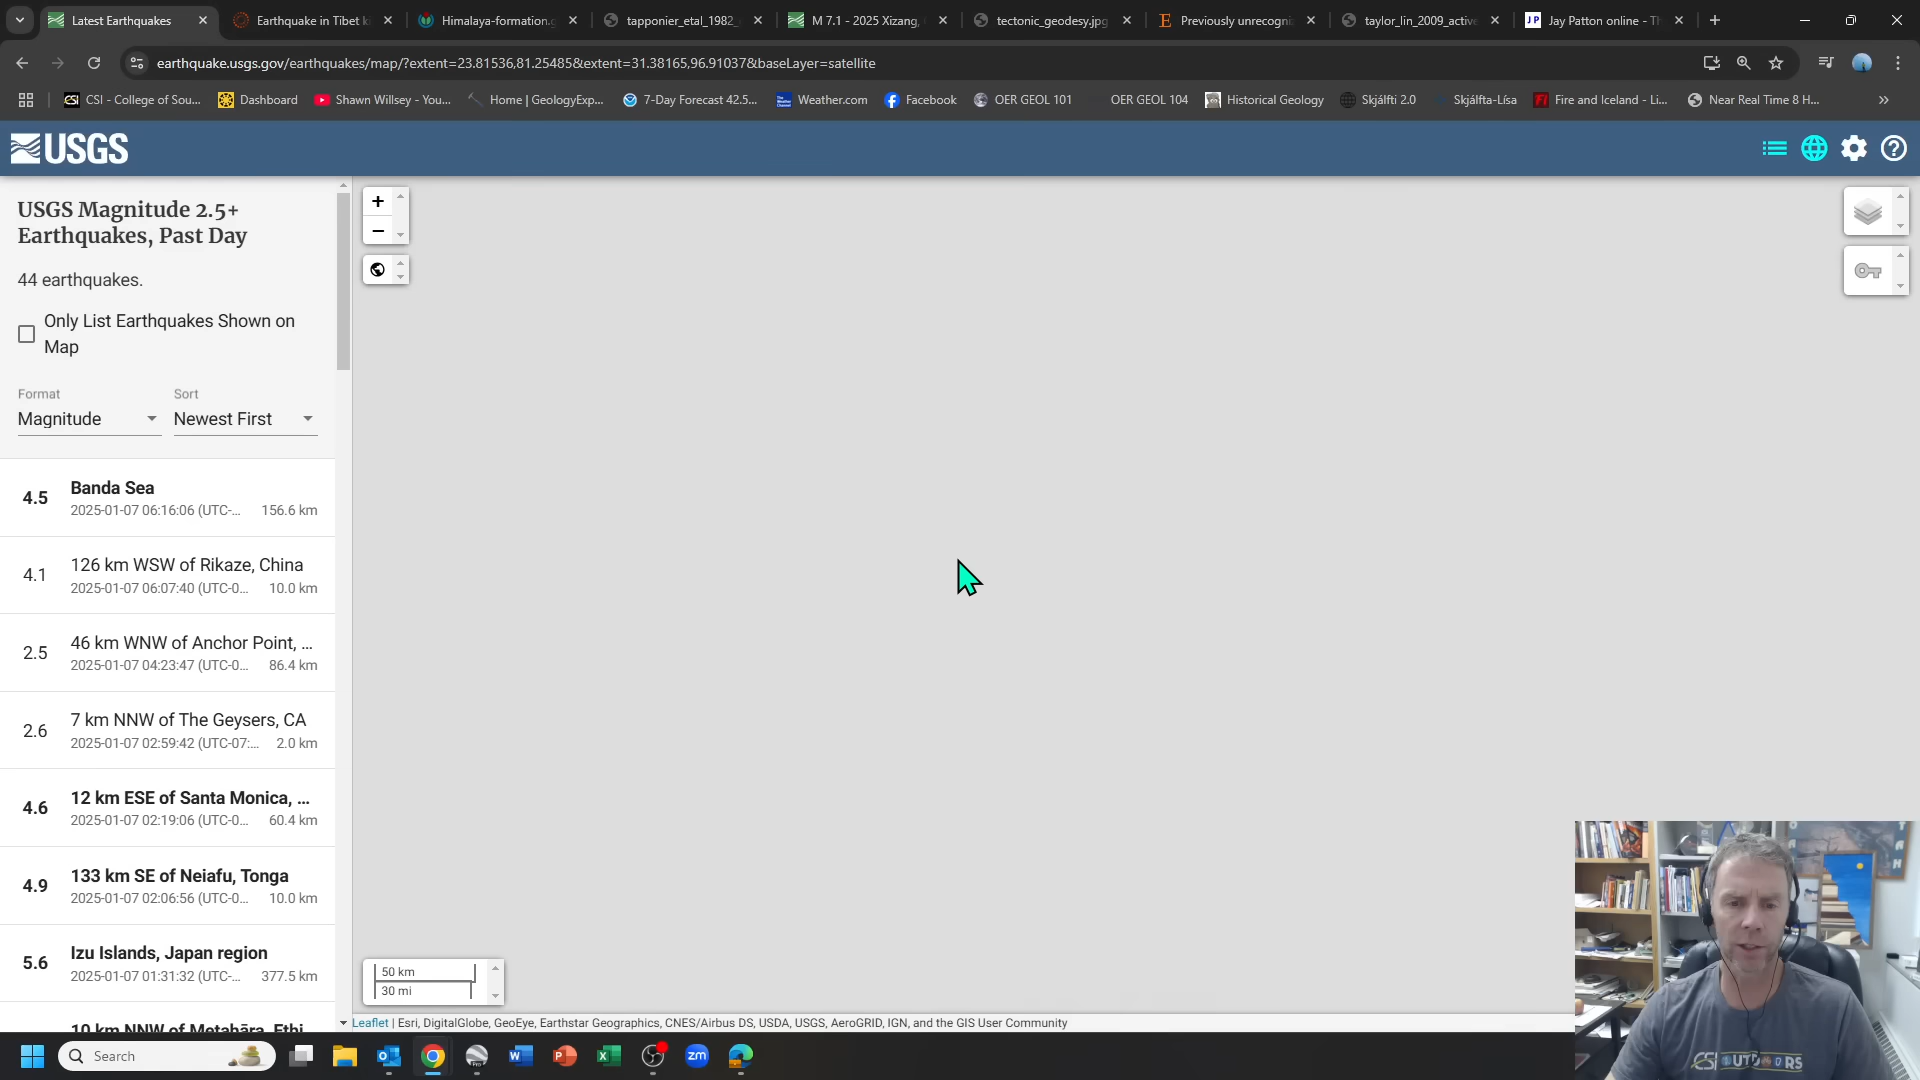 Latest Earthquakes
Earthquake in Tibet ki
Himalaya-formation.g
tapponier_etal_1982_
M 7.1 - 2025 Xizang,
tectonic_geodesy.jpg
Previously unrecogni
taylor_lin_2009_active
Jay Patton online - Th
earthquake.usgs.gov/earthquakes/map/?extent=23.81536,81.25485&extent=31.38165,96.91037&baseLayer=satellite
CSI - College of Sou...
Dashboard
Shawn Willsey - You...
Home | GeologyExp...
7-Day Forecast 42.5...
Weather.com
Facebook
OER GEOL 101
OER GEOL 104
Historical Geology
Skjálfti 2.0
Skjálfta-Lísa
Fire and Iceland - Li...
Near Real Time 8 H...
»
USGS
USGS Magnitude 2.5+
Earthquakes, Past Day
44 earthquakes.
Only List Earthquakes Shown on
Map
Format
Sort
Magnitude
Newest First
4.5
Banda Sea
2025-01-07 06:16:06 (UTC-... 156.6 km
4.1
126 km WSW of Rikaze, China
2025-01-07 06:07:40 (UTC-0... 10.0 km
2.5
46 km WNW of Anchor Point, ...
2025-01-07 04:23:47 (UTC-0... 86.4 km
2.6
7 km NNW of The Geysers, CA
2025-01-07 02:59:42 (UTC-07:... 2.0 km
4.6
12 km ESE of Santa Monica, ...
2025-01-07 02:19:06 (UTC-0... 60.4 km
4.9
133 km SE of Neiafu, Tonga
2025-01-07 02:06:56 (UTC-0... 10.0 km
5.6
Izu Islands, Japan region
2025-01-07 01:31:32 (UTC-... 377.5 km
10 km NNW of Metahāra, Ethi
+
−
50 km
30 mi
Leaflet | Esri, DigitalGlobe, GeoEye, Earthstar Geographics, CNES/Airbus DS, USDA, USGS, AeroGRID, IGN, and the GIS User Community
CSI OUTDOORS
Search
zm